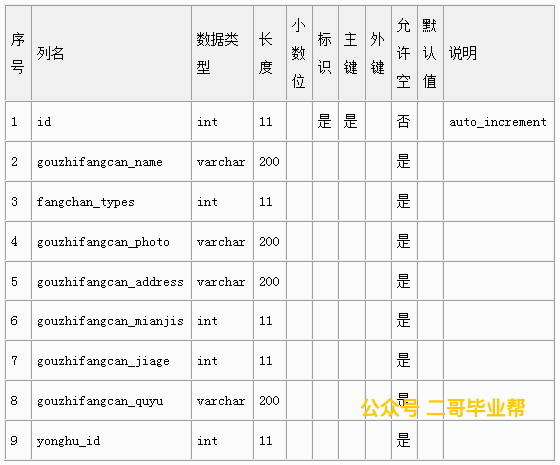 序号 列名 数据类型 长度 小数位 标识 主键 外键 允许空 默认值 说明
1 id int 11 是 是 否 auto_increment
2 gouzhifangcan_name varchar 200 是
3 fangchan_types int 11 是
4 gouzhifangcan_photo varchar 200 是
5 gouzhifangcan_address varchar 200 是
6 gouzhifangcan_mianjis int 11 是
7 gouzhifangcan_jiage int 11 是
8 gouzhifangcan_quyu varchar 200 是
公众号 二哥毕业帮
9 yonghu_id int 11 是